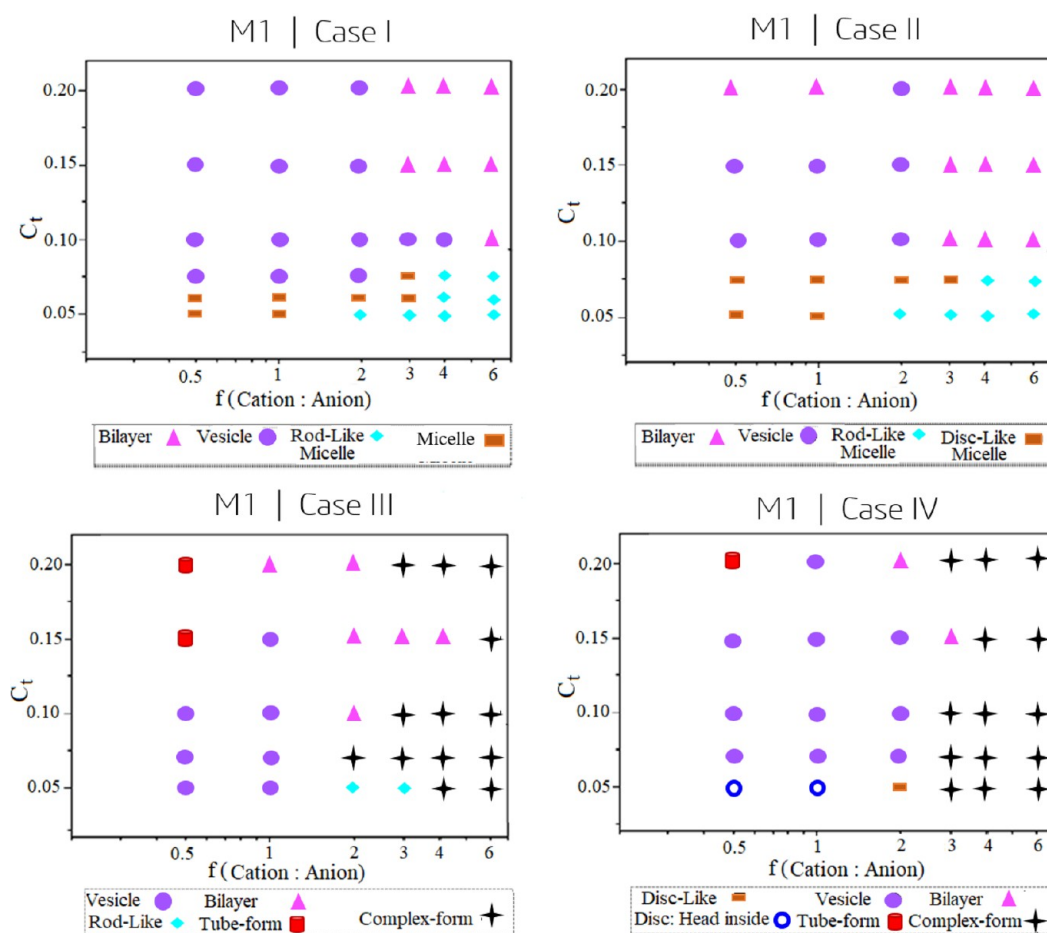 M1 | Case I
C_t
0.20
0.15
0.10
0.05
0.5 1 2 3 4 6
f (Cation : Anion)
Bilayer Vesicle Rod-Like Micelle
Micelle
M1 | Case II
C_t
0.20
0.15
0.10
0.05
0.5 1 2 3 4 6
f (Cation : Anion)
Bilayer Vesicle Rod-Like Disc-Like
Micelle Micelle
M1 | Case III
C_t
0.20
0.15
0.10
0.05
0.5 1 2 3 4 6
f (Cation : Anion)
Vesicle Bilayer
Rod-Like Tube-form Complex-form
M1 | Case IV
C_t
0.20
0.15
0.10
0.05
0.5 1 2 3 4 6
f (Cation : Anion)
Disc-Like Vesicle Bilayer
Disc: Head inside Tube-form Complex-form